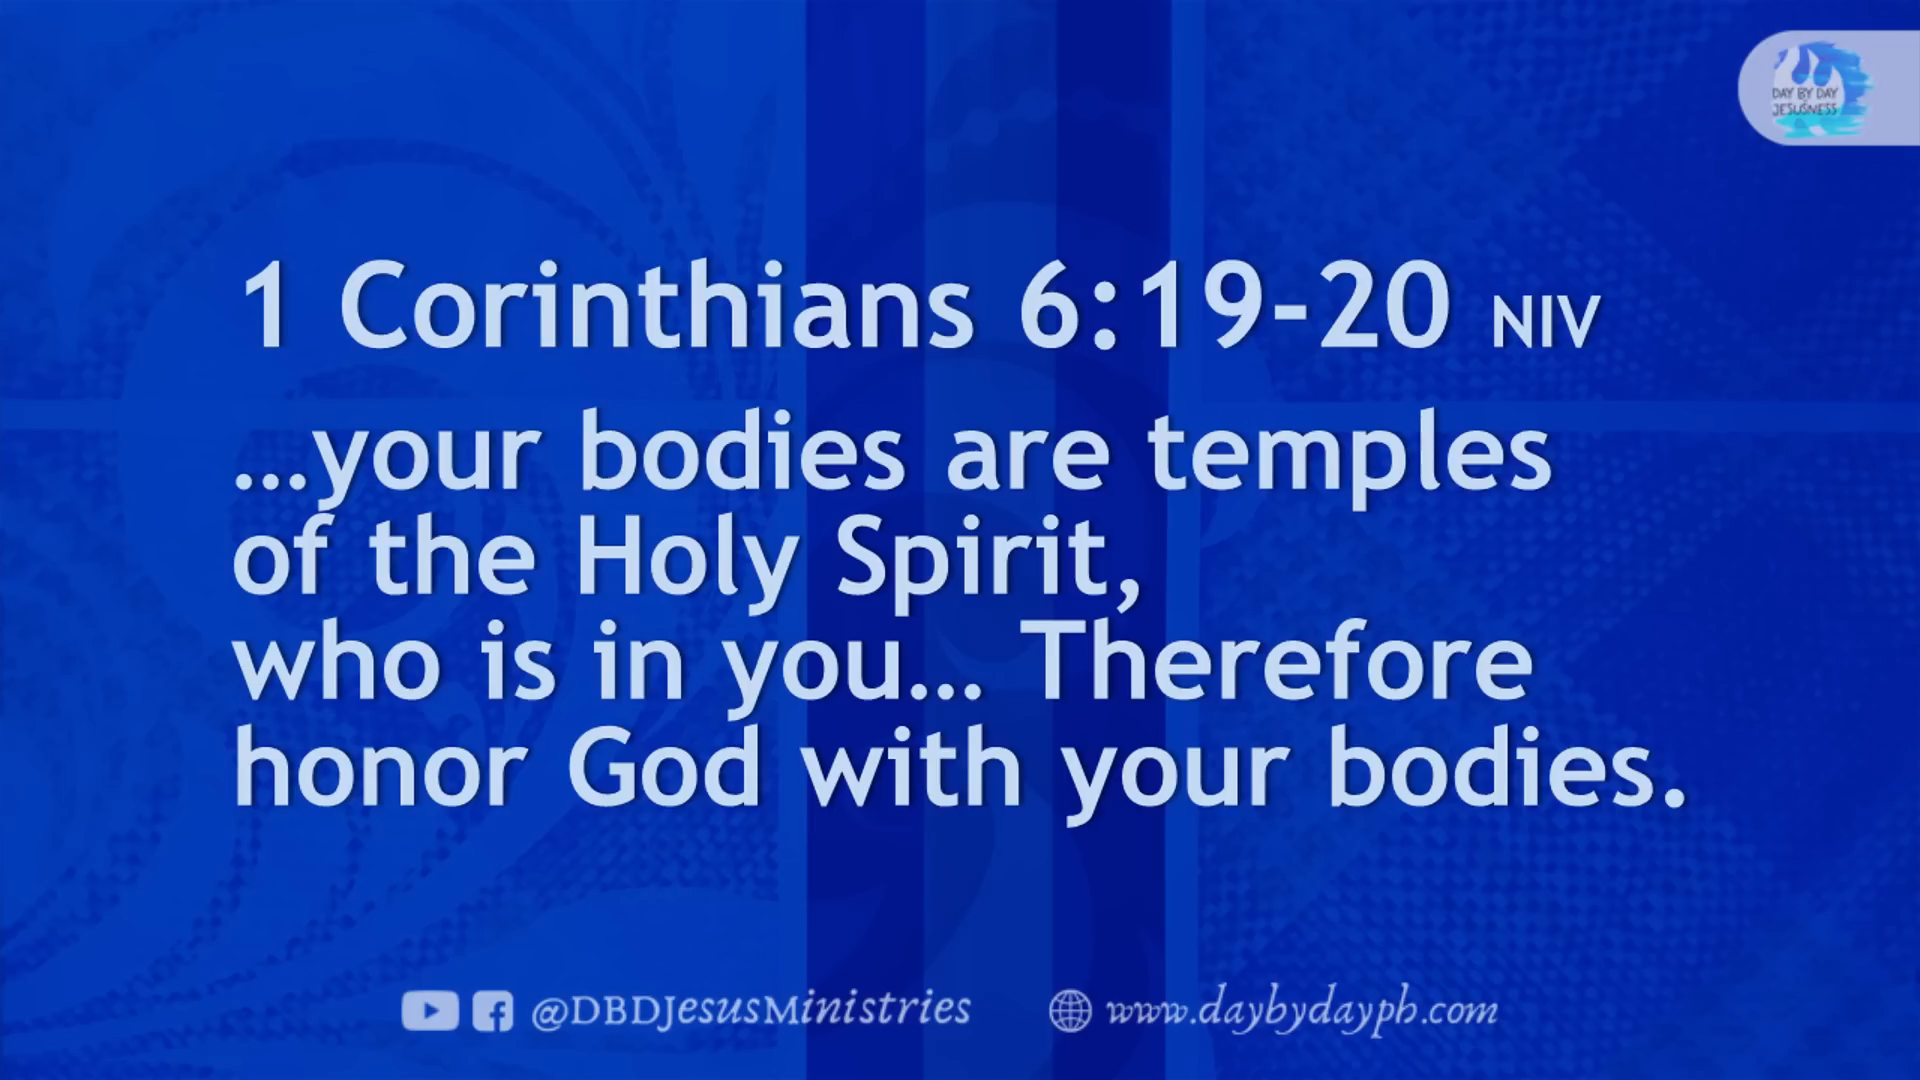 DAY BY DAY
JESUSNESS
1 Corinthians 6:19-20 NIV
...your bodies are temples
of the Holy Spirit,
who is in you... Therefore
honor God with your bodies.
@DBDJesusMinistries www.daybydayph.com